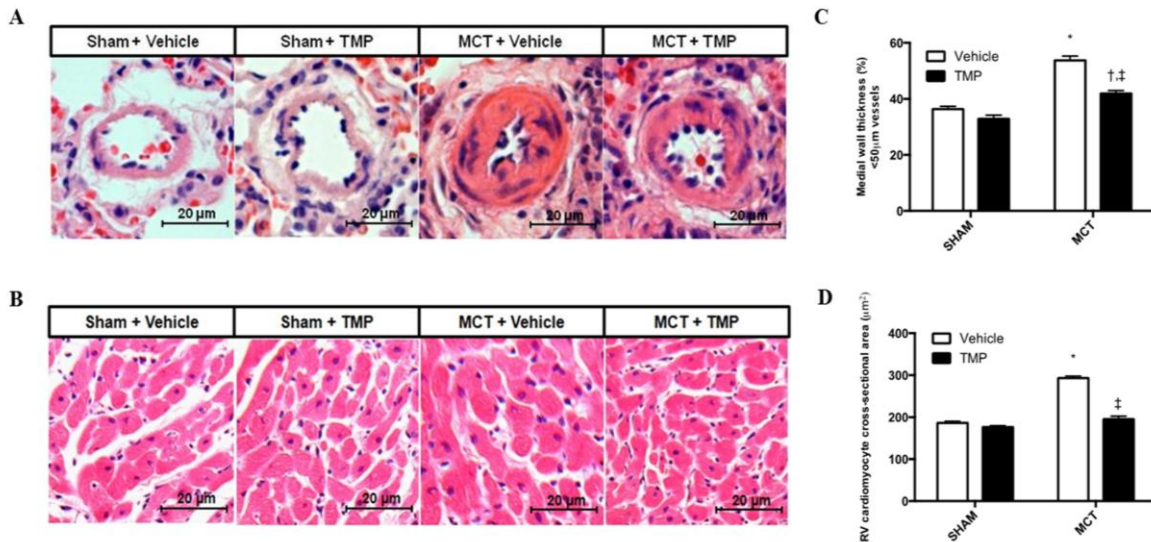 A
Sham + Vehicle Sham + TMP MCT + Vehicle MCT + TMP
20 µm 20 µm 20 µm 20 µm
B
Sham + Vehicle Sham + TMP MCT + Vehicle MCT + TMP
20 µm 20 µm 20 µm 20 µm
C
Medial wall thickness (%)
<50µm vessels
60
40
20
0
Vehicle
TMP
*
†,‡
SHAM MCT
D
RV cardiomyocyte cross-sectional area (µm²)
400
300
200
100
0
Vehicle
TMP
*
‡
SHAM MCT